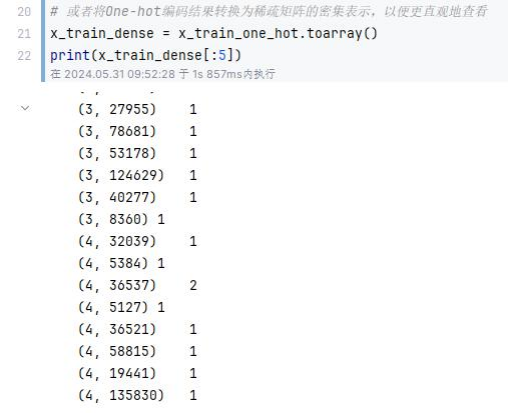 20 # 或者将One-hot编码结果转换为稀疏矩阵的密集表示，以便更直观地查看
21 x_train_dense = x_train_one_hot.toarray()
22 print(x_train_dense[:5])
在 2024.05.31 09:52:28 于 1s 857ms内执行
(3, 27955) 1
(3, 78681) 1
(3, 53178) 1
(3, 124629) 1
(3, 40277) 1
(3, 8360) 1
(4, 32039) 1
(4, 5384) 1
(4, 36537) 2
(4, 5127) 1
(4, 36521) 1
(4, 58815) 1
(4, 19441) 1
(4, 135830) 1